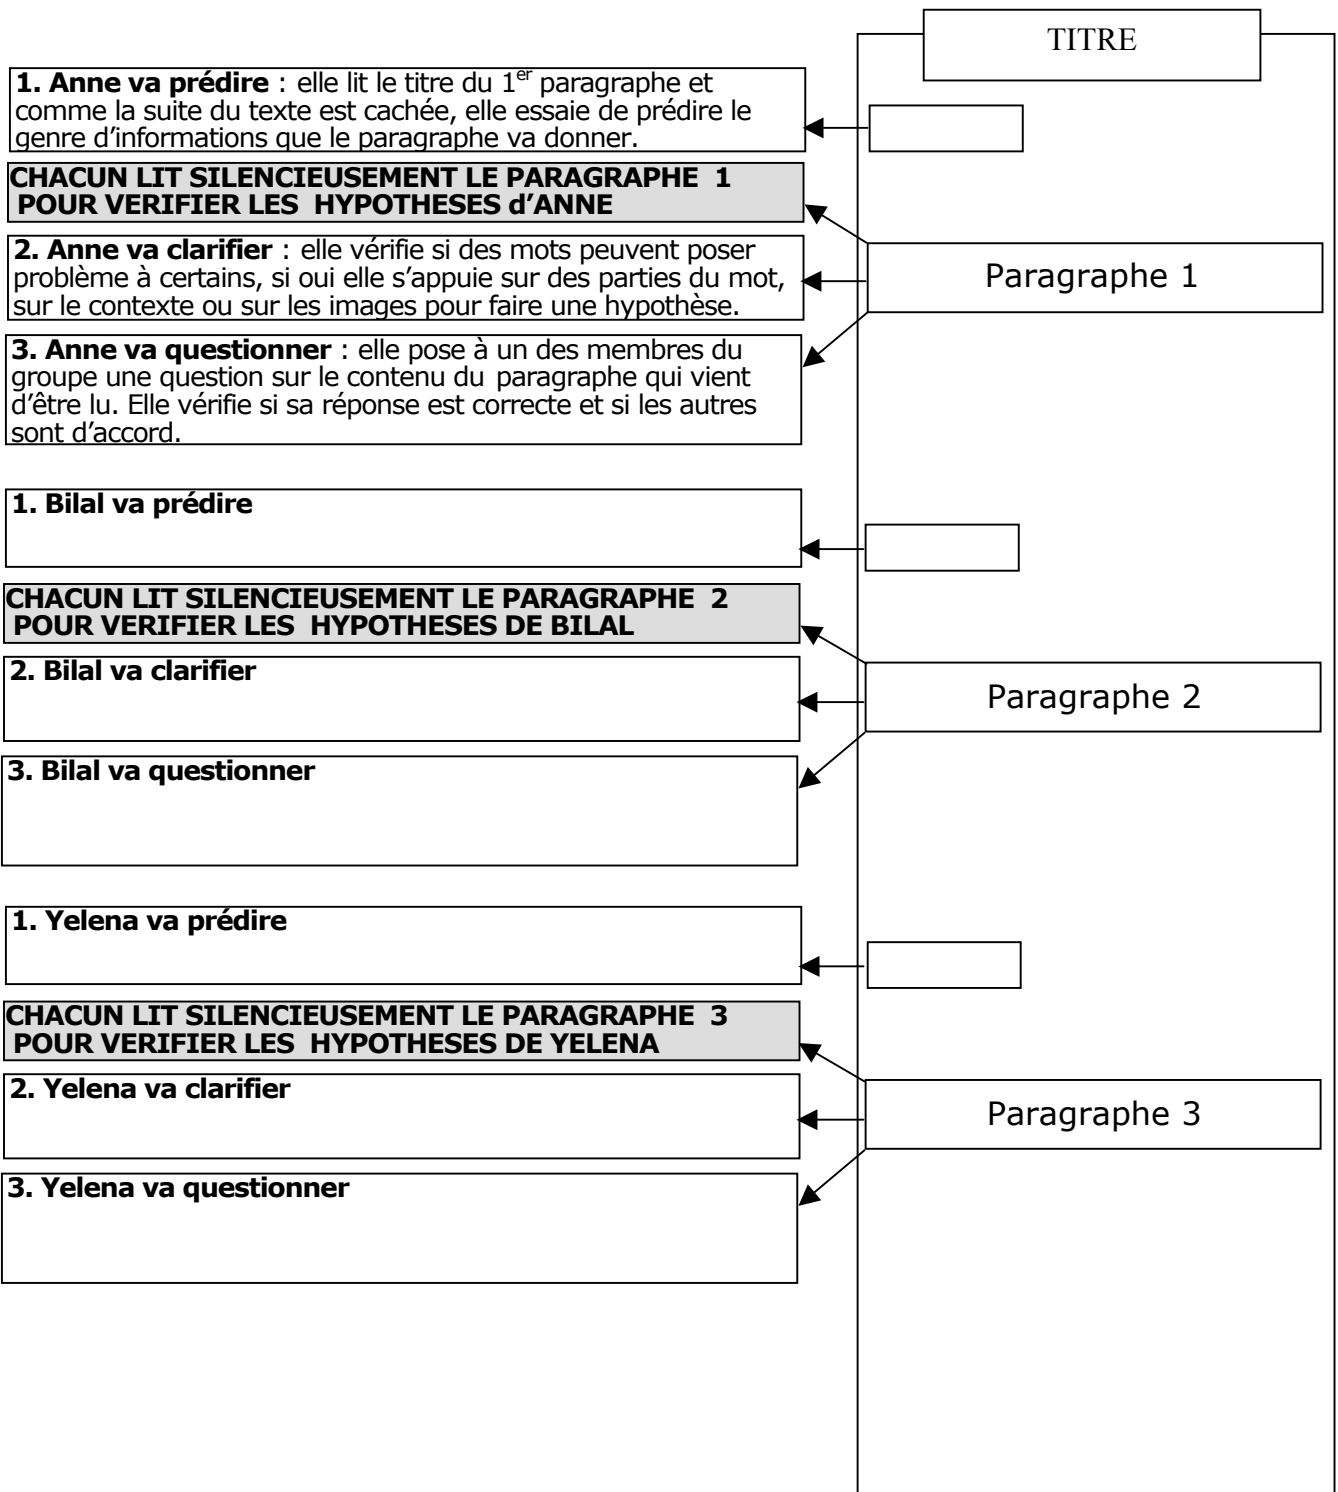 TITRE
1. Anne va prédire : elle lit le titre du 1er paragraphe et
comme la suite du texte est cachée, elle essaie de prédire le
genre d’informations que le paragraphe va donner.
CHACUN LIT SILENCIEUSEMENT LE PARAGRAPHE 1
POUR VERIFIER LES HYPOTHESES d’ANNE
2. Anne va clarifier : elle vérifie si des mots peuvent poser
problème à certains, si oui elle s’appuie sur des parties du mot,
sur le contexte ou sur les images pour faire une hypothèse.
Paragraphe 1
3. Anne va questionner : elle pose à un des membres du
groupe une question sur le contenu du paragraphe qui vient
d’être lu. Elle vérifie si sa réponse est correcte et si les autres
sont d’accord.
1. Bilal va prédire
CHACUN LIT SILENCIEUSEMENT LE PARAGRAPHE 2
POUR VERIFIER LES HYPOTHESES DE BILAL
2. Bilal va clarifier
Paragraphe 2
3. Bilal va questionner
1. Yelena va prédire
CHACUN LIT SILENCIEUSEMENT LE PARAGRAPHE 3
POUR VERIFIER LES HYPOTHESES DE YELENA
2. Yelena va clarifier
Paragraphe 3
3. Yelena va questionner